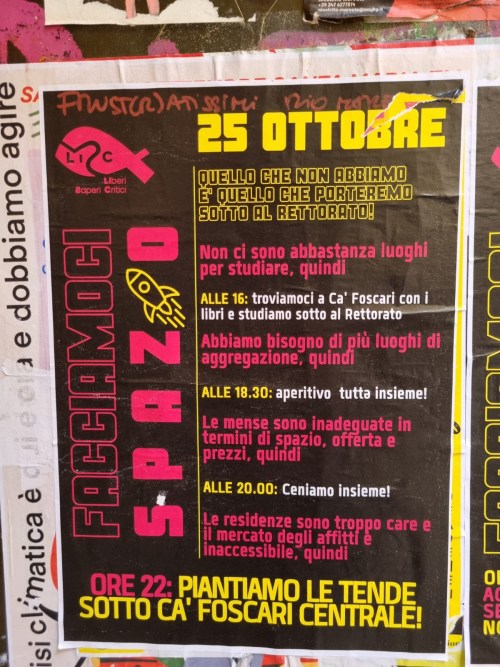 25 OTTOBRE
LISC
Liberi
Saperi Critici
QUELLO CHE NON ABBIAMO
E' QUELLO CHE PORTEREMO
SOTTO AL RETTORATO!
FACCIAMOCI
SPAZIO
Non ci sono abbastanza luoghi
per studiare, quindi
ALLE 16: troviamoci a Ca' Foscari con i
libri e studiamo sotto al Rettorato
Abbiamo bisogno di più luoghi di
aggregazione, quindi
ALLE 18.30: aperitivo tuttə insieme!
Le mense sono inadeguate in
termini di spazio, offerta e
prezzi, quindi
ALLE 20.00: Ceniamo insieme!
Le residenze sono troppo care e
il mercato degli affitti è
inaccessibile, quindi
ORE 22: PIANTIAMO LE TENDE
SOTTO CA' FOSCARI CENTRALE!
e dobbiamo agire